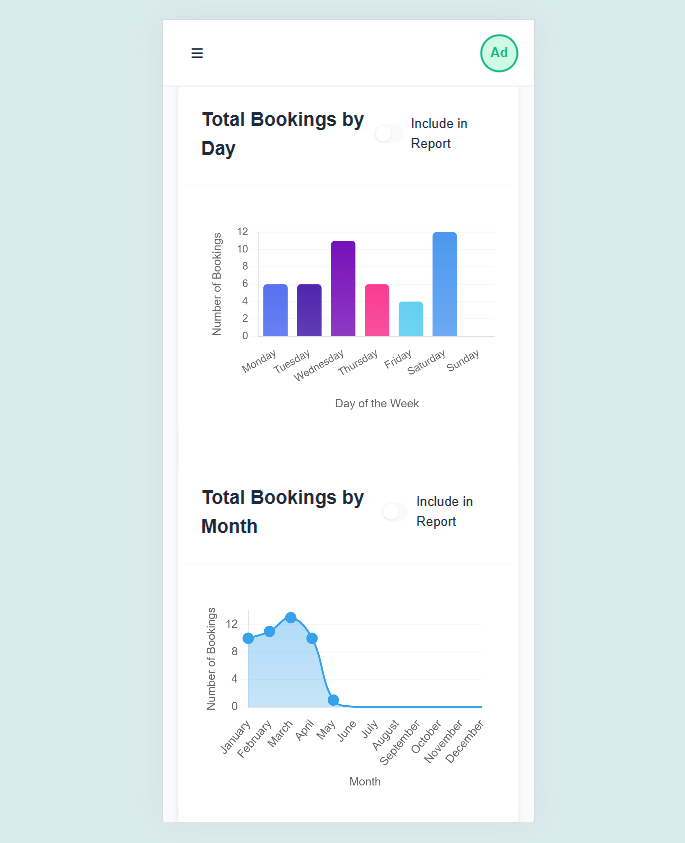 Ad
Total Bookings by
Day
Include in
Report
Number of Bookings
12
10
8
6
4
2
0
Monday
Tuesday
Wednesday
Thursday
Friday
Saturday
Sunday
Day of the Week
Total Bookings by
Month
Include in
Report
Number of Bookings
12
8
4
0
January
February
March
April
May
June
July
August
September
October
November
December
Month